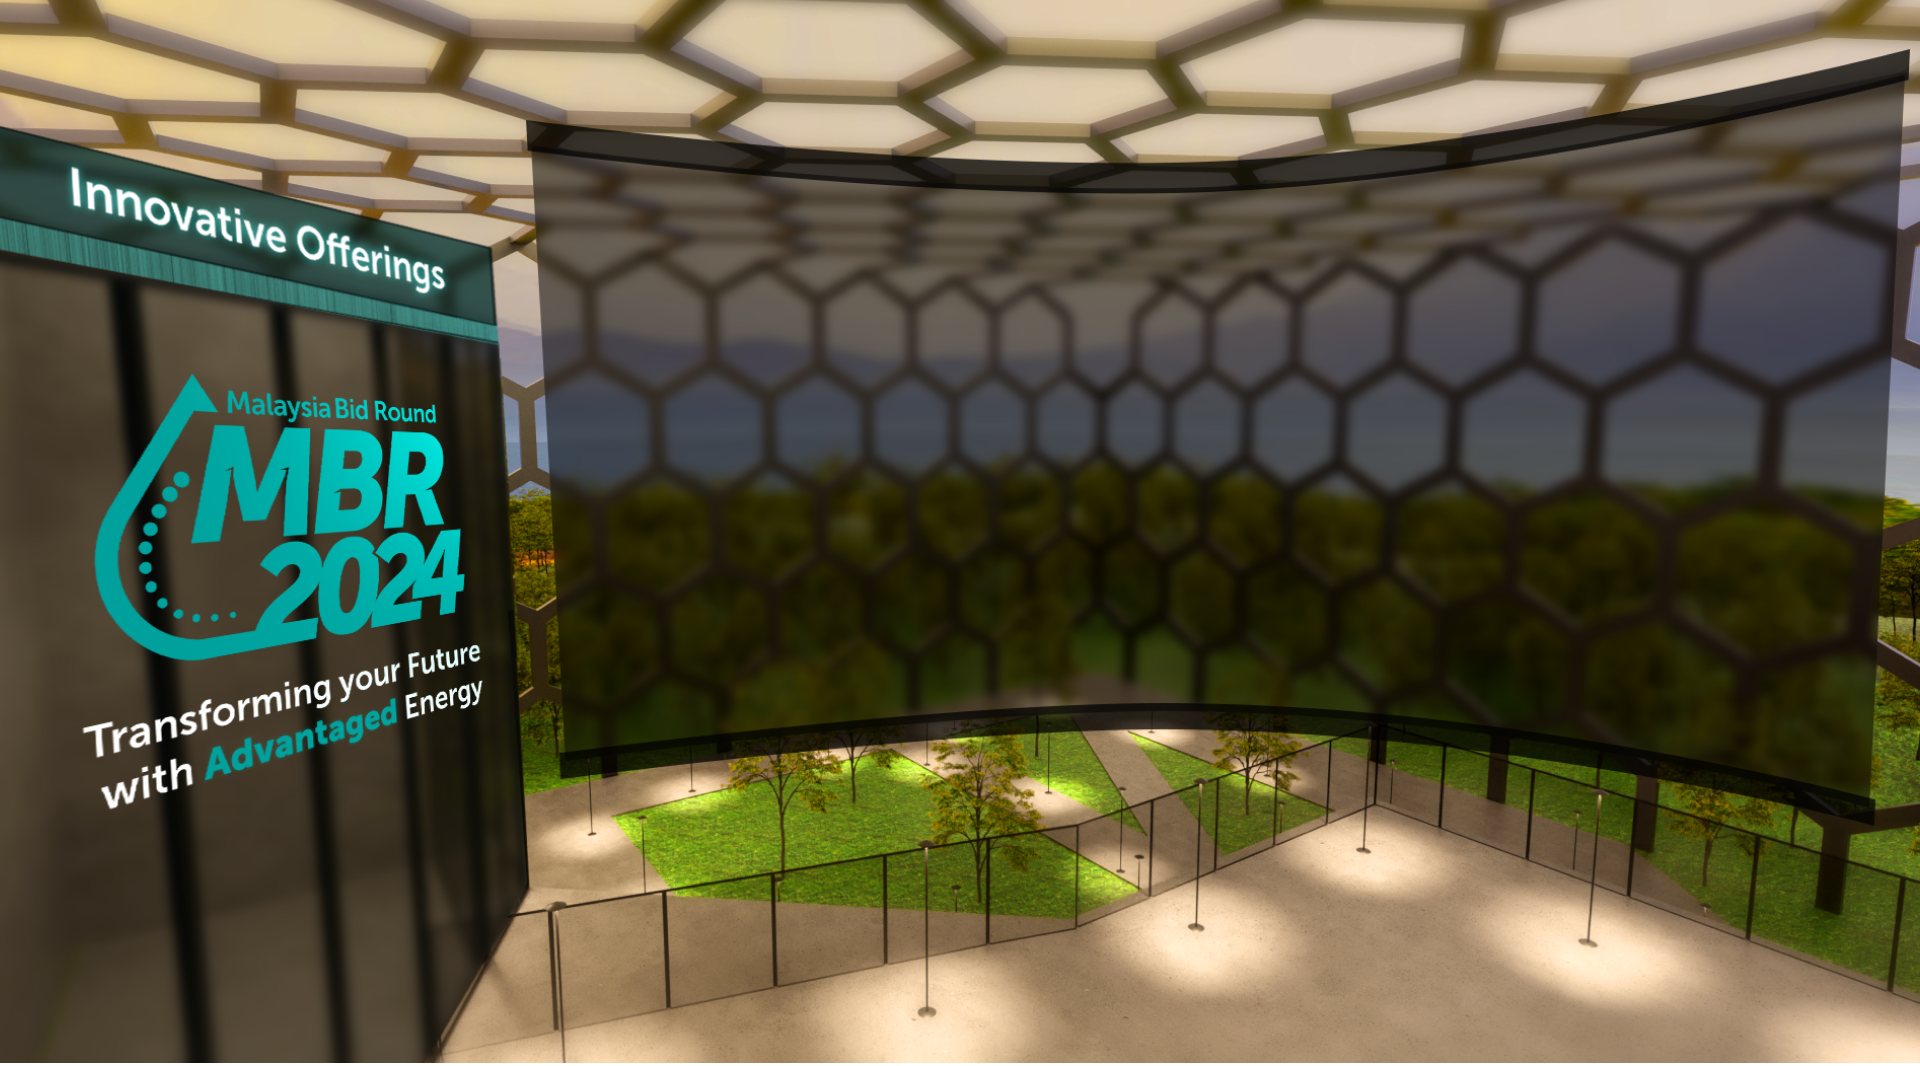 Innovative Offerings
Malaysia Bid Round
MBR
2024
Transforming your Future
with Advantaged Energy